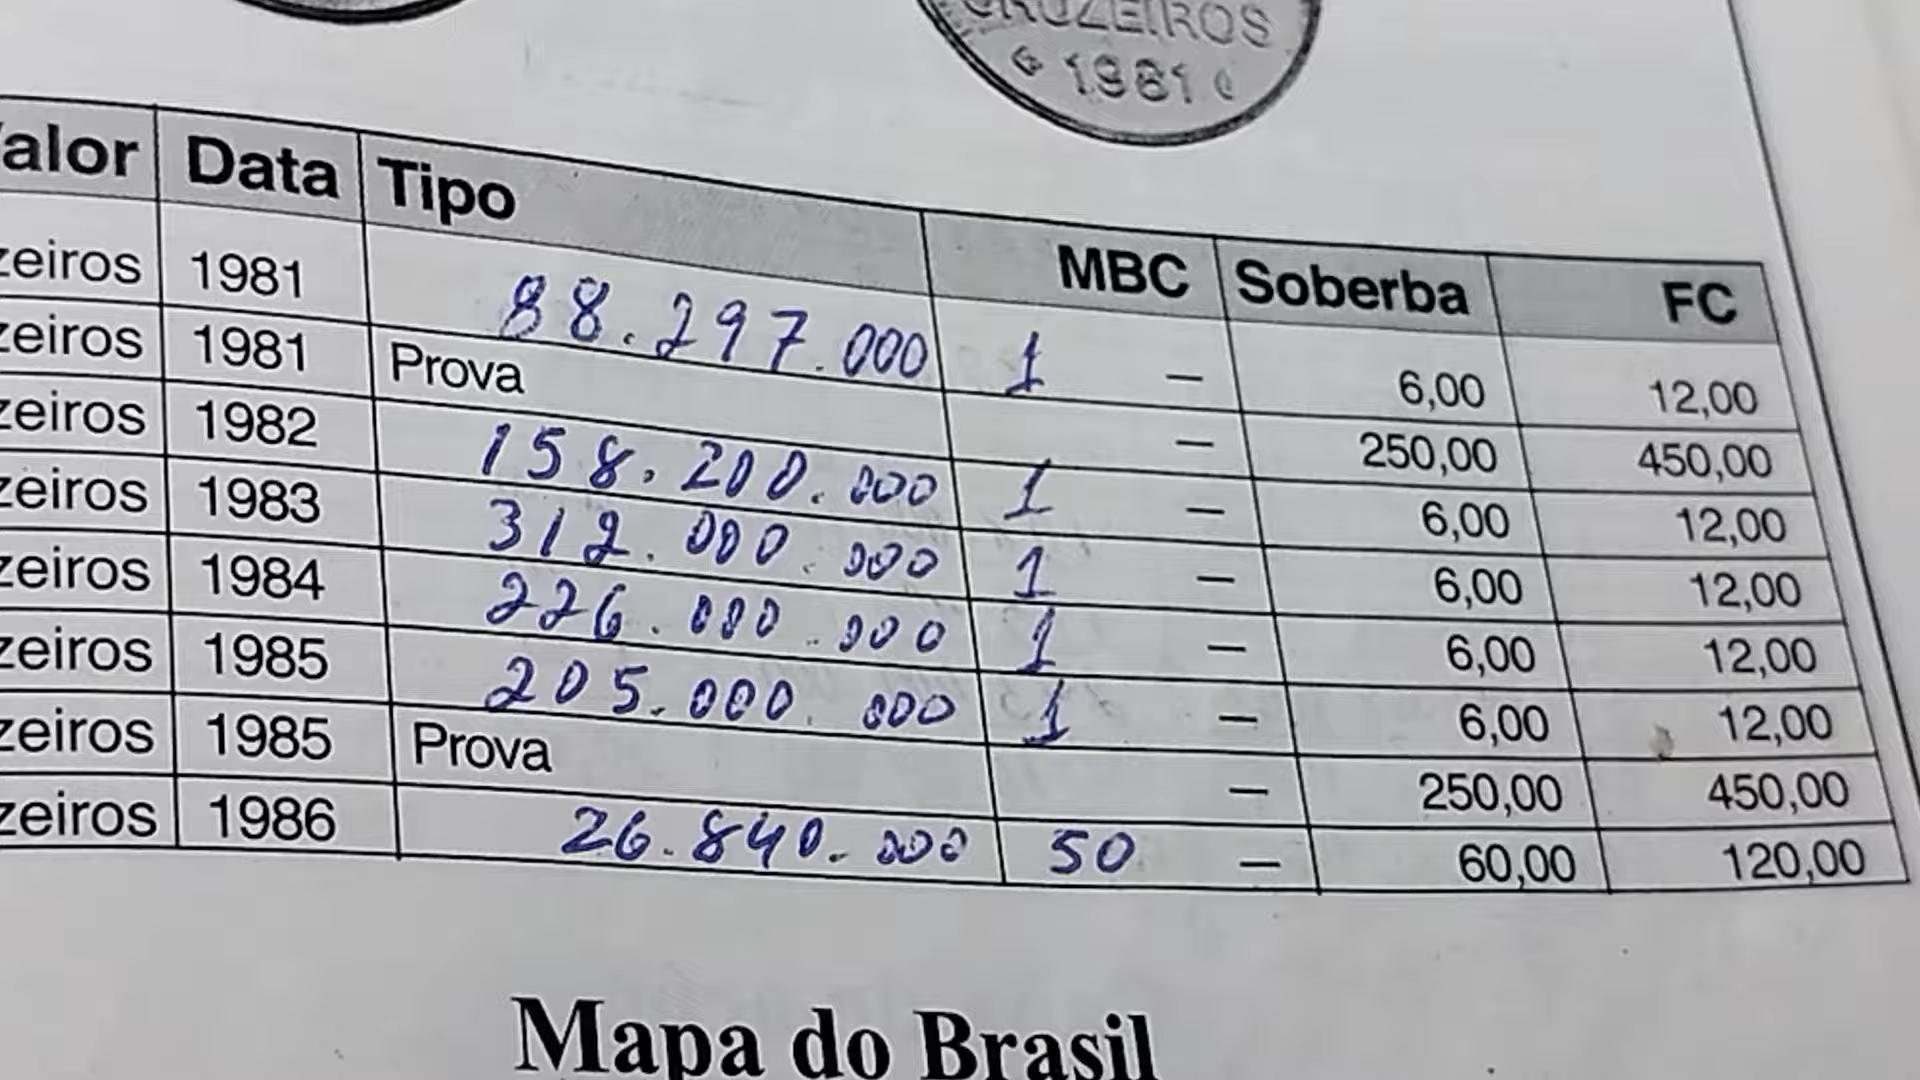 CRUZEIROS
1981
Valor Data Tipo MBC Soberba FC
zeiros 1981 88.297.000 1 – 6,00 12,00
zeiros 1981 Prova – 250,00 450,00
zeiros 1982 158.200.000 1 – 6,00 12,00
zeiros 1983 312.000.000 1 – 6,00 12,00
zeiros 1984 226.000.000 1 – 6,00 12,00
zeiros 1985 205.000.000 1 – 6,00 12,00
zeiros 1985 Prova – 250,00 450,00
zeiros 1986 26.840.000 50 – 60,00 120,00
Mapa do Brasil